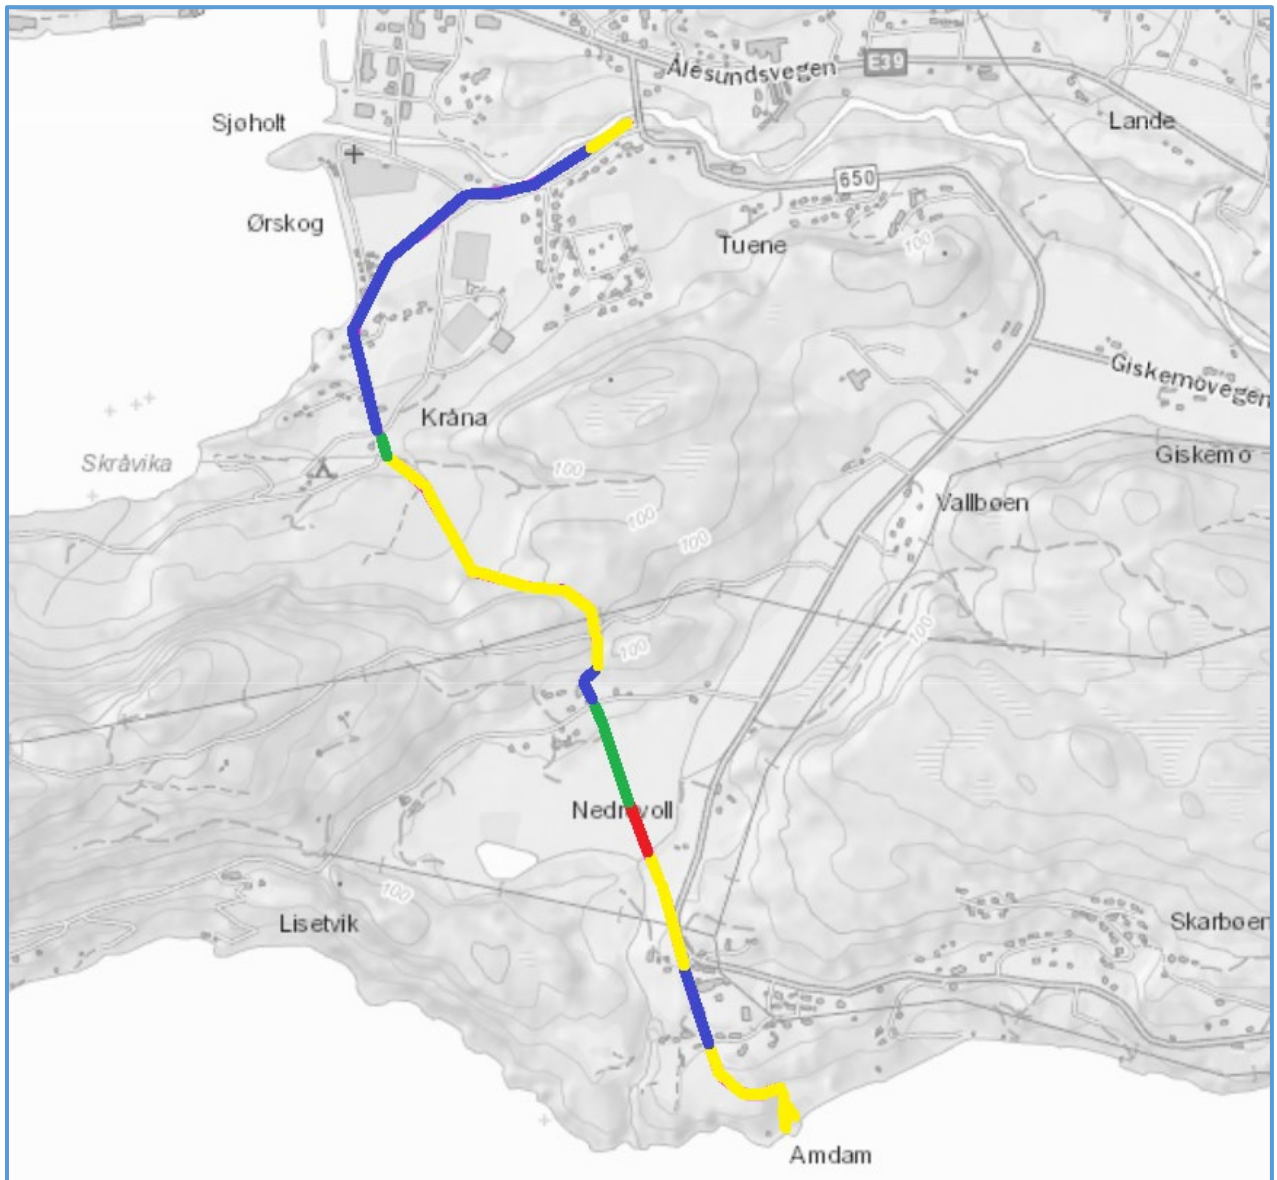 Ålesundsvegen
E39
Sjøholt
Lande
650
Ørskog
Tuene
100
Giskemovegen
Kråna
Skråvika
100
Giskemo
Vallbøen
100
100
100
100
Nedrevoll
100
Lisetvik
Skarbøen
Amdam